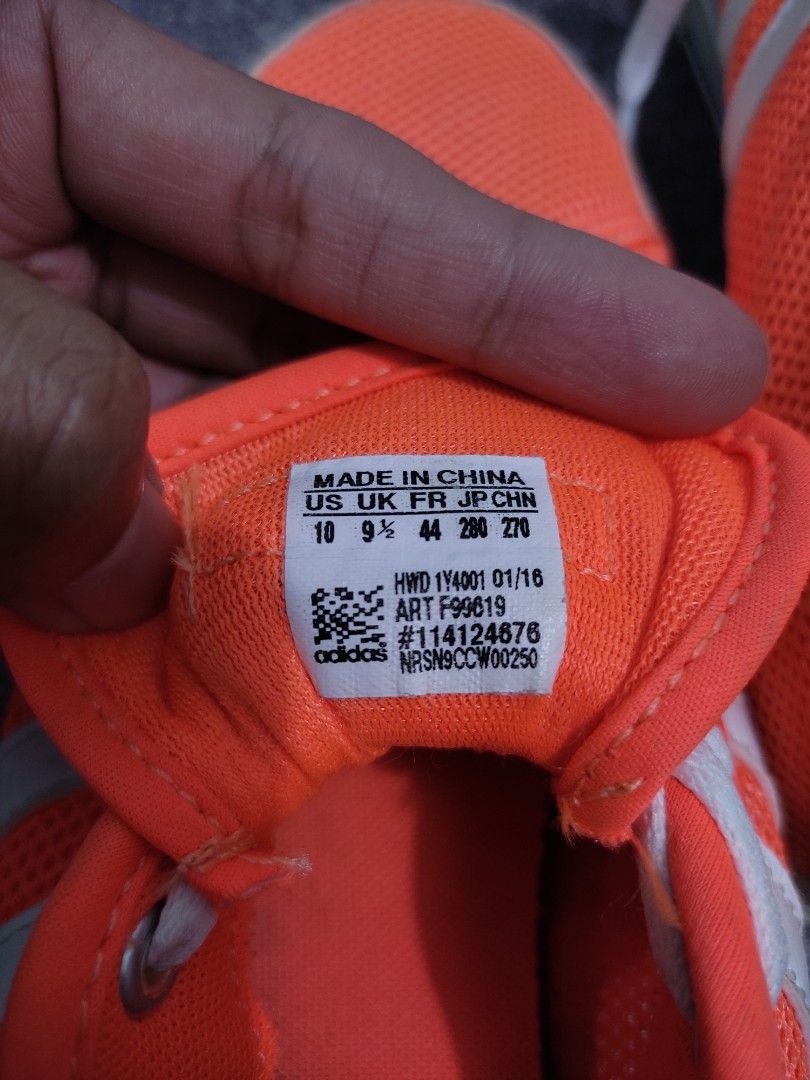 MADE IN CHINA
US UK FR JP CHN
10 9½ 44 280 270
HWD 1Y4001 01/16
ART F99619
#114124676
adidas
NRSN9CCW00250